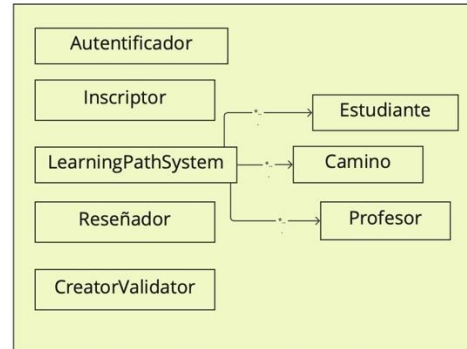 Autentificador
Inscriptor
Estudiante
LearningPathSystem
Camino
Reseñador
Profesor
CreatorValidator